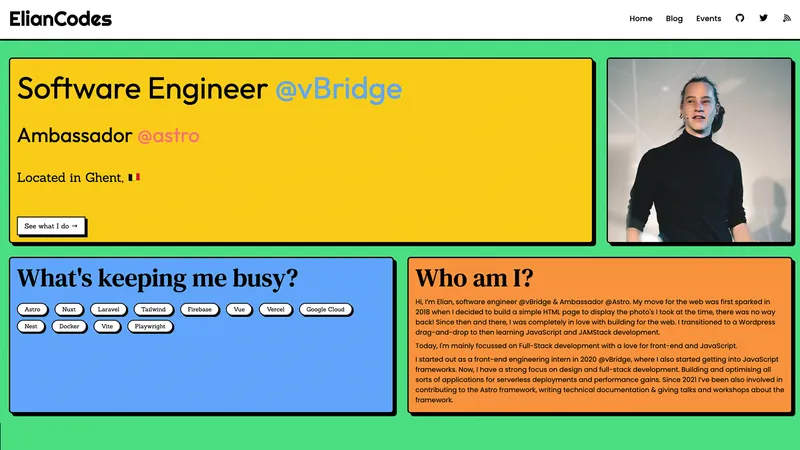 ElianCodes
Home Blog Events
Software Engineer @vBridge
Ambassador @astro
Located in Ghent,
See what I do →
What's keeping me busy?
Astro Nuxt Laravel Tailwind Firebase Vue Vercel Google Cloud
Nest Docker Vite Playwright
Who am I?
Hi, I'm Elian, software engineer @vBridge & Ambassador @Astro. My move for the web was first sparked in
2018 when I decided to build a simple HTML page to display the photo's I took at the time, there was no way
back! Since then and there, I was completely in love with building for the web. I transitioned to a Wordpress
drag-and-drop to then learning JavaScript and JAMStack development.
Today, I'm mainly focussed on Full-Stack development with a love for front-end and JavaScript.
I started out as a front-end engineering intern in 2020 @vBridge, where I also started getting into JavaScript
frameworks. Now, I have a strong focus on design and full-stack development. Building and optimising all
sorts of applications for serverless deployments and performance gains. Since 2021 I've been also involved in
contributing to the Astro framework, writing technical documentation & giving talks and workshops about the
framework.